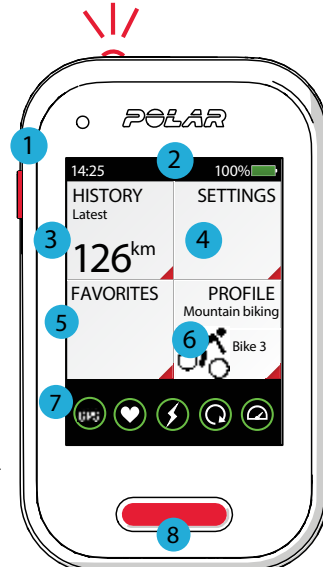 POLAR
1
2
14:25 100%
HISTORY SETTINGS
Latest
3 126km 4
FAVORITES PROFILE
Mountain biking
5 6 Bike 3
7 GPS
8